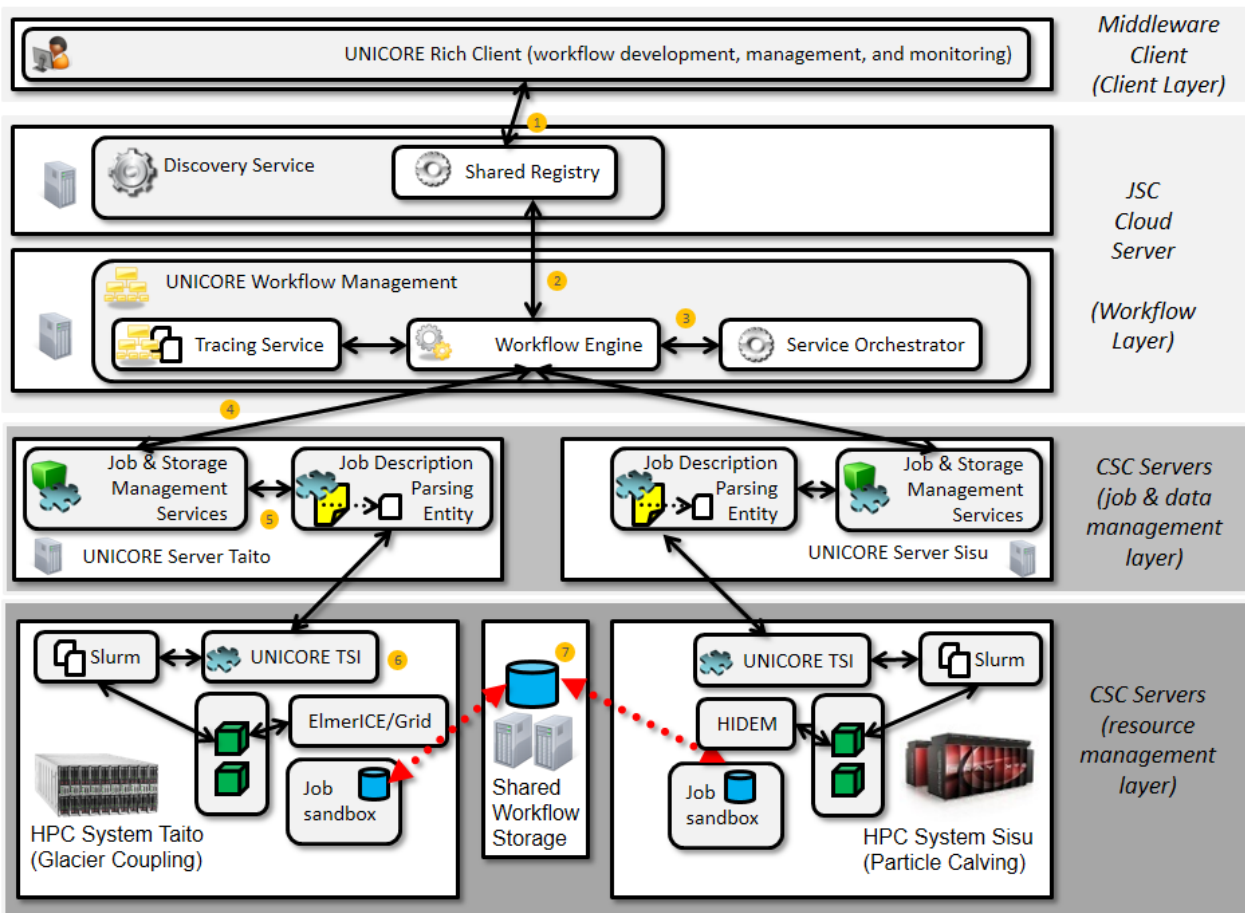 UNICORE Rich Client (workflow development, management, and monitoring)
Middleware
Client
(Client Layer)
1
Discovery Service
Shared Registry
JSC
Cloud
Server
(Workflow
Layer)
2
UNICORE Workflow Management
3
Tracing Service
Workflow Engine
Service Orchestrator
4
Job & Storage
Management
Services
5
Job Description
Parsing
Entity
UNICORE Server Taito
Job Description
Parsing
Entity
Job & Storage
Management
Services
UNICORE Server Sisu
CSC Servers
(job & data
management
layer)
Slurm
UNICORE TSI
6
ElmerICE/Grid
Job
sandbox
HPC System Taito
(Glacier Coupling)
7
Shared
Workflow
Storage
UNICORE TSI
Slurm
HIDEM
Job
sandbox
HPC System Sisu
(Particle Calving)
CSC Servers
(resource
management
layer)